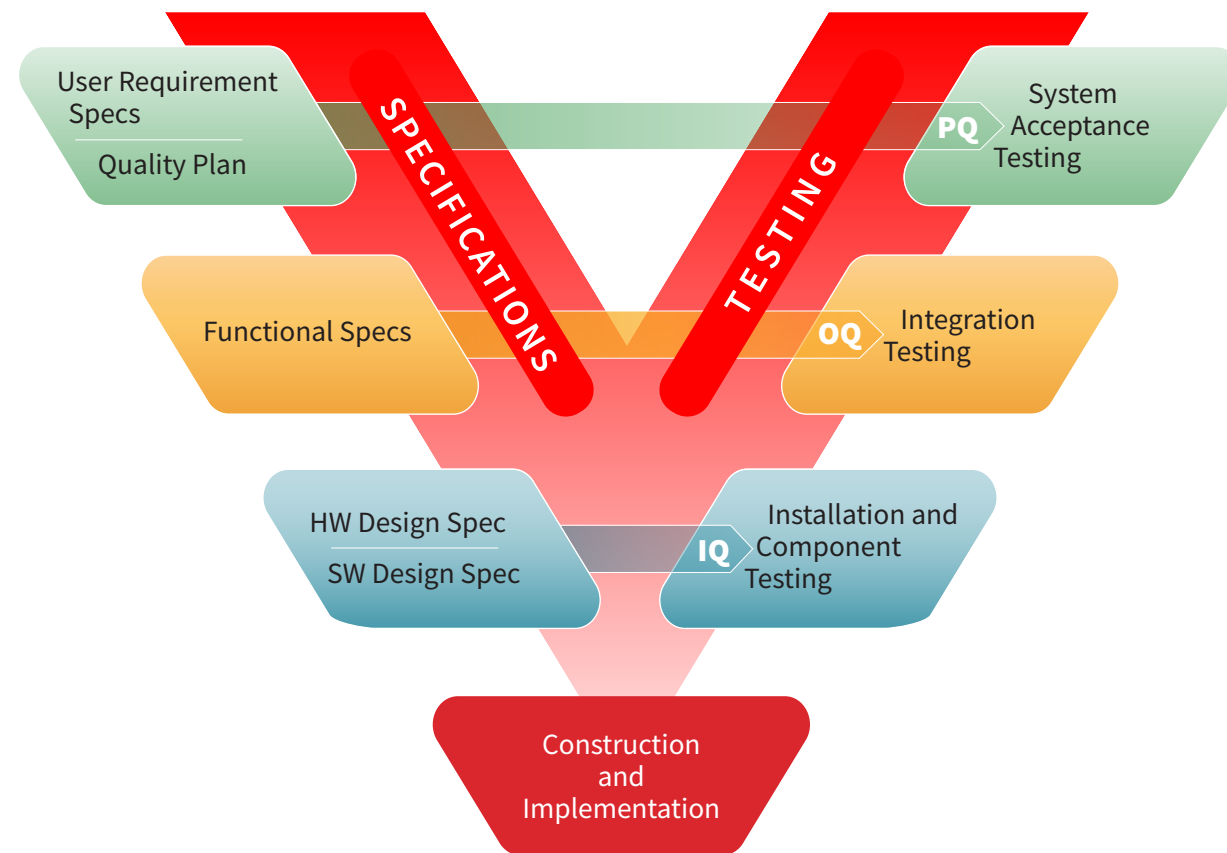 User Requirement
Specs
Quality Plan
SPECIFICATIONS
TESTING
PQ
System
Acceptance
Testing
Functional Specs
OQ
Integration
Testing
HW Design Spec
SW Design Spec
IQ
Installation and
Component
Testing
Construction
and
Implementation